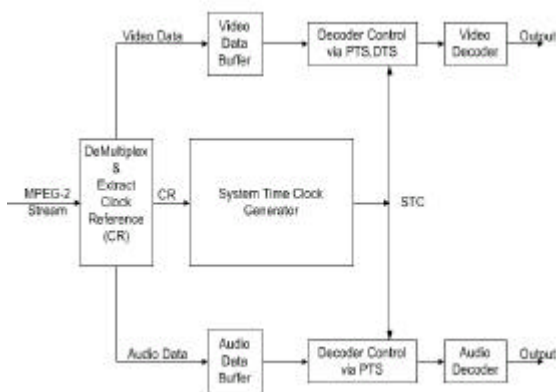 Video Data
Video
Data
Buffer
Decoder Control
via PTS,DTS
Video
Decoder
Output
MPEG-2
Stream
DeMultiplex
&
Extract
Clock
Reference
(CR)
CR
System Time Clock
Generator
STC
Audio Data
Audio
Data
Buffer
Decoder Control
via PTS
Audio
Decoder
Output